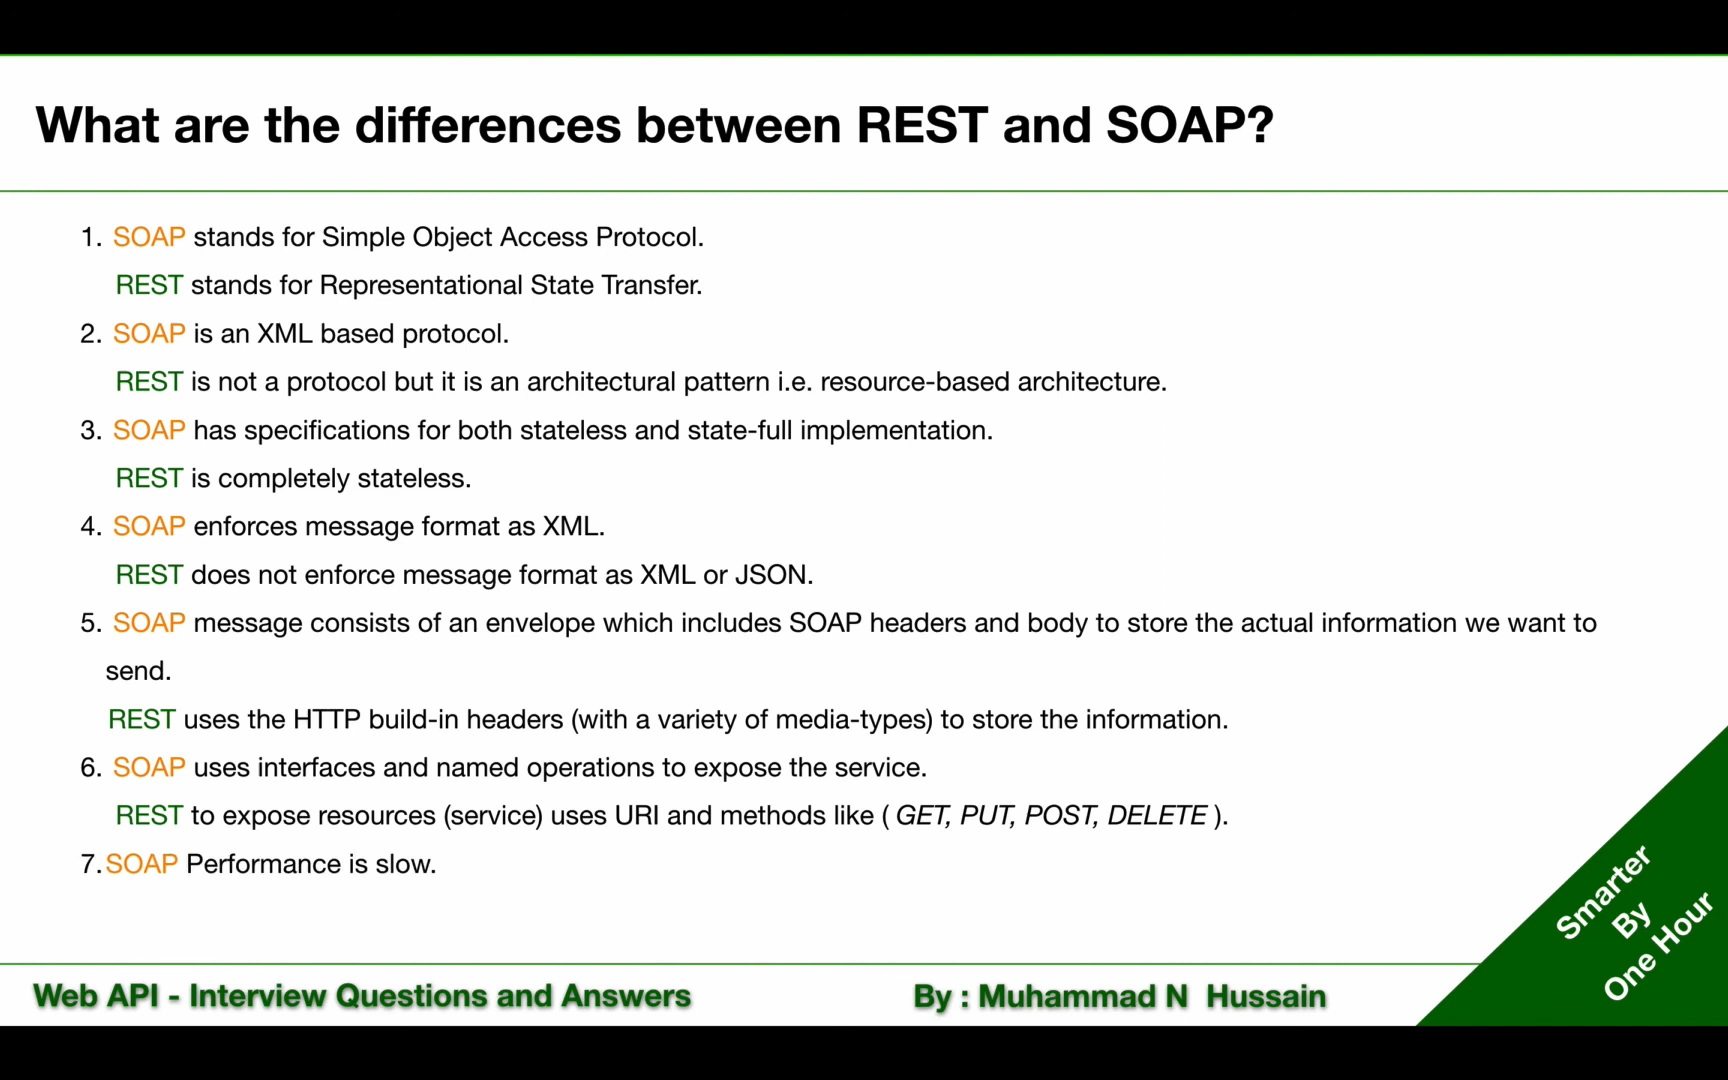 What are the differences between REST and SOAP?
1. SOAP stands for Simple Object Access Protocol.
REST stands for Representational State Transfer.
2. SOAP is an XML based protocol.
REST is not a protocol but it is an architectural pattern i.e. resource-based architecture.
3. SOAP has specifications for both stateless and state-full implementation.
REST is completely stateless.
4. SOAP enforces message format as XML.
REST does not enforce message format as XML or JSON.
5. SOAP message consists of an envelope which includes SOAP headers and body to store the actual information we want to
send.
REST uses the HTTP build-in headers (with a variety of media-types) to store the information.
6. SOAP uses interfaces and named operations to expose the service.
REST to expose resources (service) uses URI and methods like ( GET, PUT, POST, DELETE ).
7. SOAP Performance is slow.
Smarter
By
One Hour
Web API - Interview Questions and Answers
By : Muhammad N Hussain